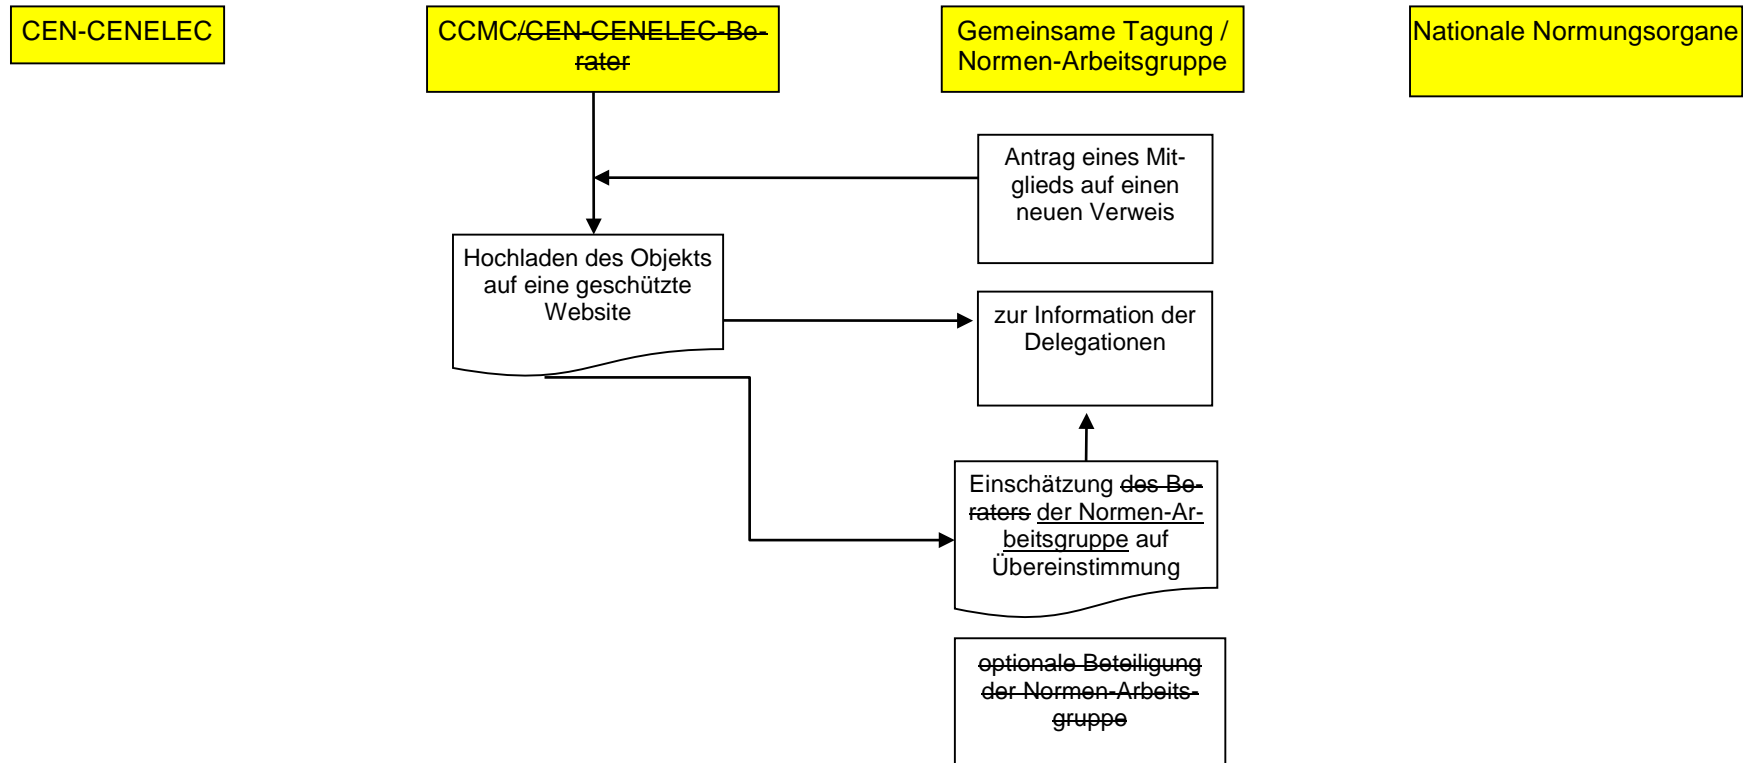 CEN-CENELEC
CCMC/CEN-CENELEC-Be-
rater
Gemeinsame Tagung /
Normen-Arbeitsgruppe
Nationale Normungsorgane
Antrag eines Mit-
glieds auf einen
neuen Verweis
Hochladen des Objekts
auf eine geschützte
Website
zur Information der
Delegationen
Einschätzung des Be-
raters der Normen-Ar-
beitsgruppe auf
Übereinstimmung
optionale Beteiligung
der Normen-Arbeits-
gruppe